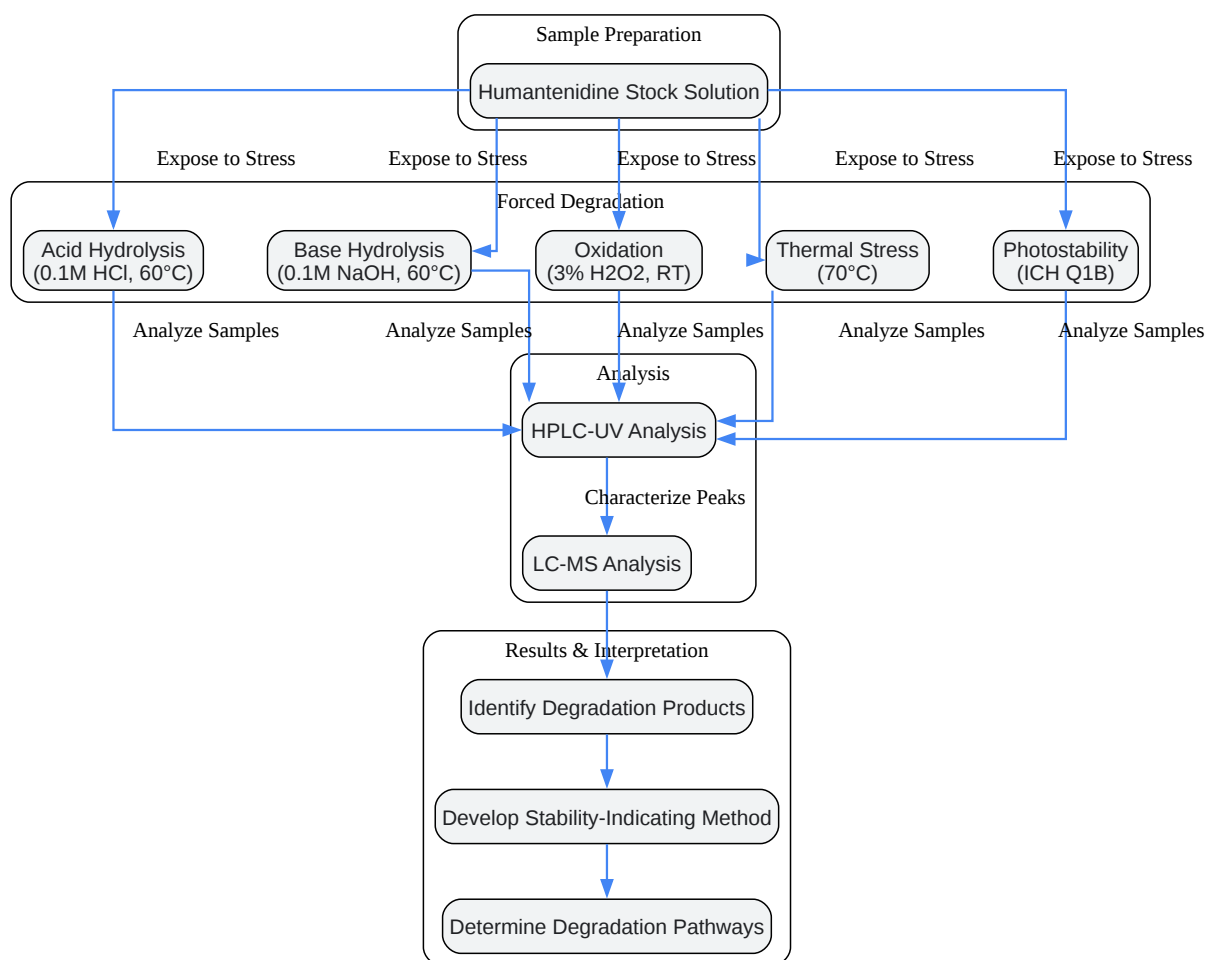 Sample Preparation
Humantenidine Stock Solution
Expose to Stress
Expose to Stress
Expose to Stress
Expose to Stress
Expose to Stress
Forced Degradation
Acid Hydrolysis
(0.1M HCl, 60°C)
Base Hydrolysis
(0.1M NaOH, 60°C)
Oxidation
(3% H2O2, RT)
Thermal Stress
(70°C)
Photostability
(ICH Q1B)
Analyze Samples
Analyze Samples
Analyze Samples
Analyze Samples
Analyze Samples
Analysis
HPLC-UV Analysis
Characterize Peaks
LC-MS Analysis
Results & Interpretation
Identify Degradation Products
Develop Stability-Indicating Method
Determine Degradation Pathways